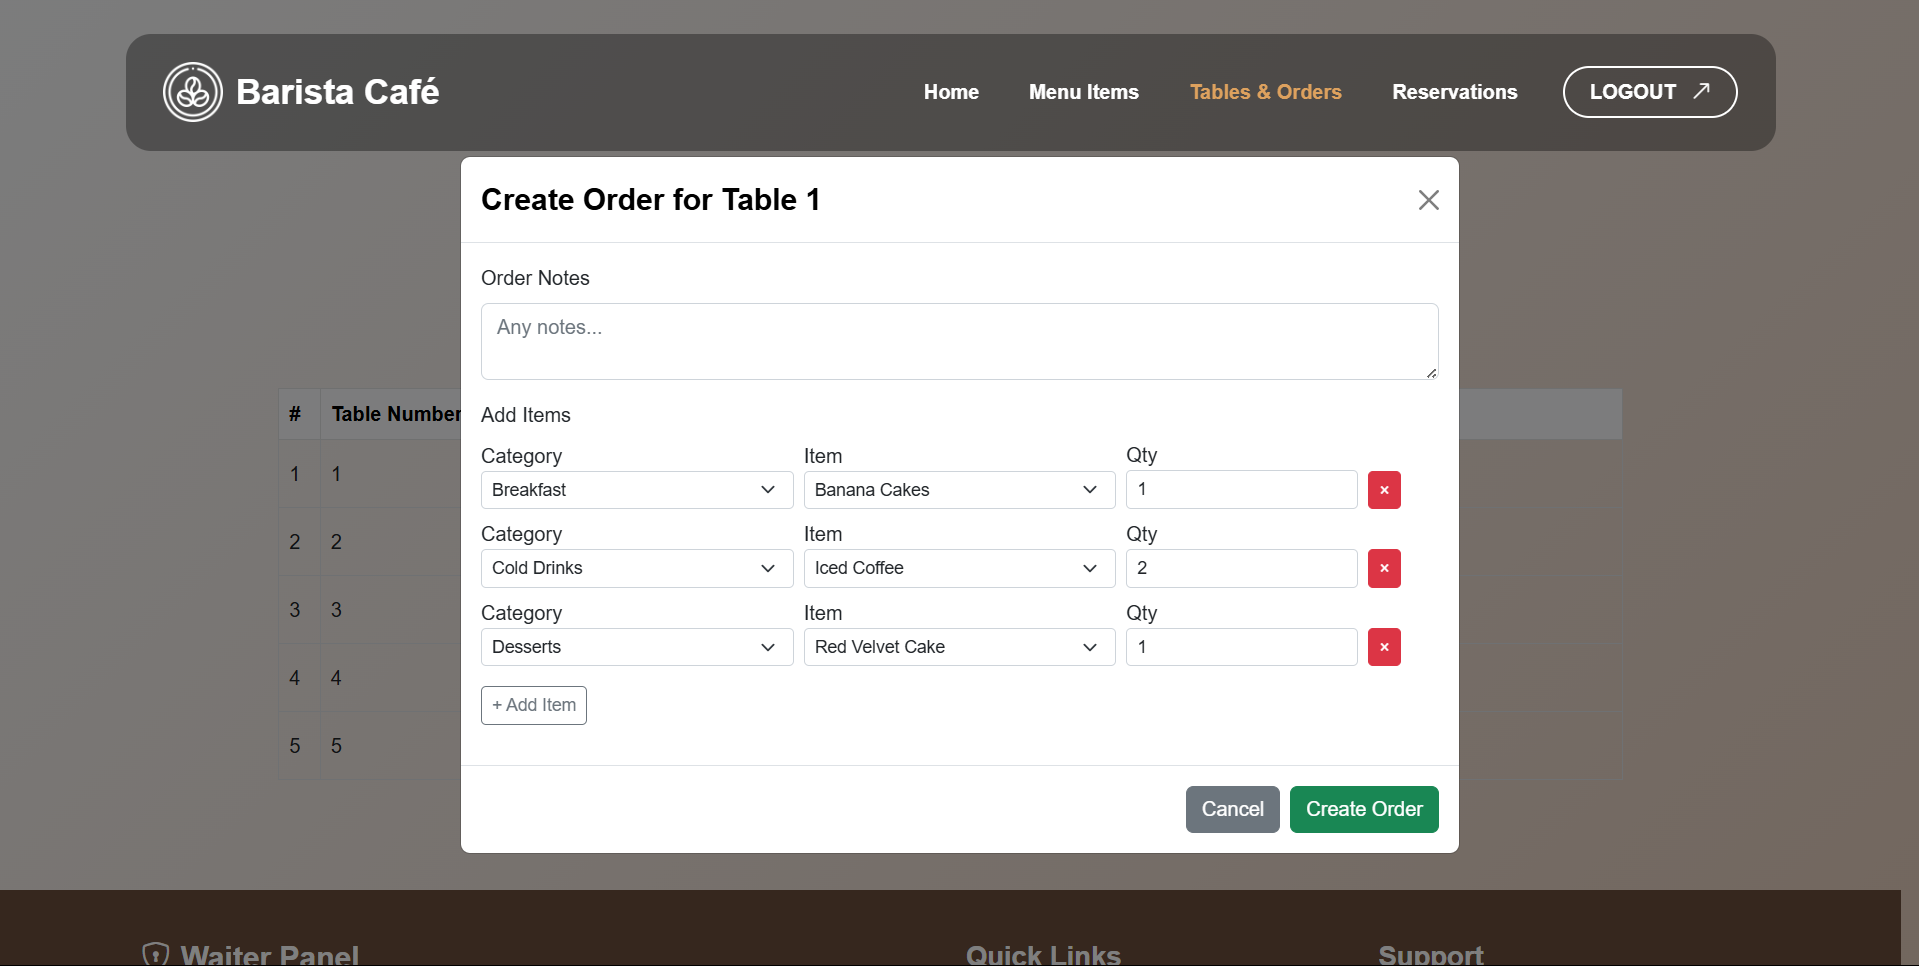 Barista Café
Home Menu Items Tables & Orders Reservations LOGOUT
Create Order for Table 1
Order Notes
Any notes...
# Table Number
Add Items
Category Item Qty
1 1
Breakfast Banana Cakes 1 ×
Category Item Qty
2 2
Cold Drinks Iced Coffee 2 ×
Category Item Qty
3 3
Desserts Red Velvet Cake 1 ×
4 4
+ Add Item
5 5
Cancel Create Order
Waiter Panel Quick Links Support